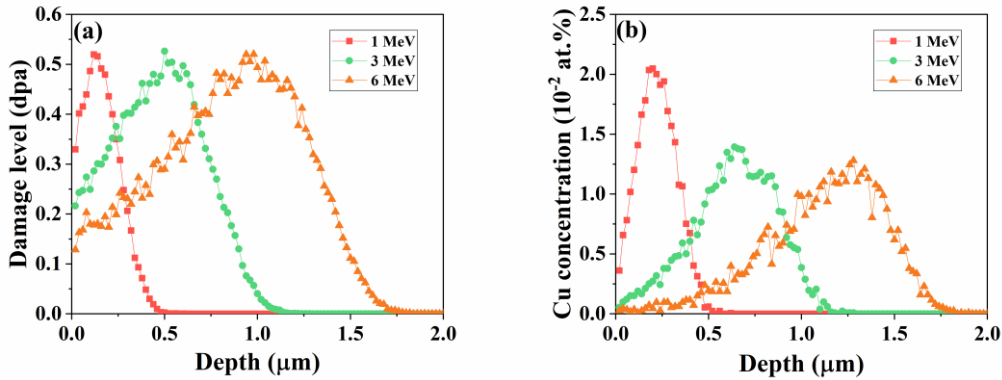 (a)
1 MeV
3 MeV
6 MeV
Damage level (dpa)
0.6
0.5
0.4
0.3
0.2
0.1
0.0
0.0 0.5 1.0 1.5 2.0
Depth (μm)
(b)
1 MeV
3 MeV
6 MeV
Cu concentration (10⁻² at.%)
2.5
2.0
1.5
1.0
0.5
0.0
0.0 0.5 1.0 1.5 2.0
Depth (μm)